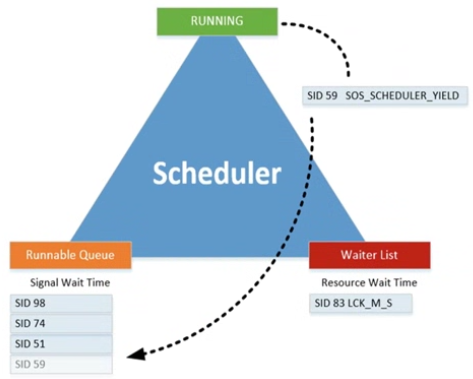 RUNNING
SID 59 SOS_SCHEDULER_YIELD
Scheduler
Runnable Queue
Waiter List
Signal Wait Time
Resource Wait Time
SID 98
SID 83 LCK_M_S
SID 74
SID 51
SID 59